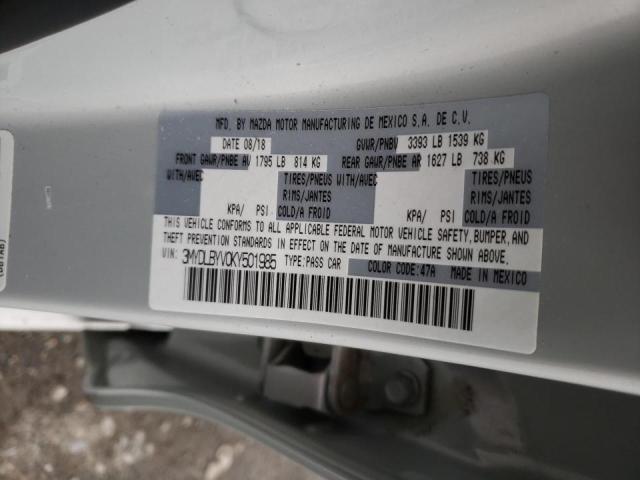 MFD. BY MAZDA MOTOR MANUFACTURING DE MEXICO S.A. DE C.V.
DATE 08/18 GVWR/PNBV 3393 LB 1539 KG
FRONT GAWR/PNBE AV 1795 LB 814 KG REAR GAWR/PNBE AR 1627 LB 738 KG
WITH/AVEC TIRES/PNEUS WITH/AVEC TIRES/PNEUS
RIMS/JANTES RIMS/JANTES
KPA/ PSI COLD/A FROID KPA/ PSI COLD/A FROID
THIS VEHICLE CONFORMS TO ALL APPLICABLE FEDERAL MOTOR VEHICLE SAFETY, BUMPER, AND
THEFT PREVENTION STANDARDS IN EFFECT ON THE DATE OF MANUFACTURE SHOWN ABOVE.
VIN: 3MYDLBYV0KY501985 TYPE:PASS CAR COLOR CODE:47A MADE IN MEXICO